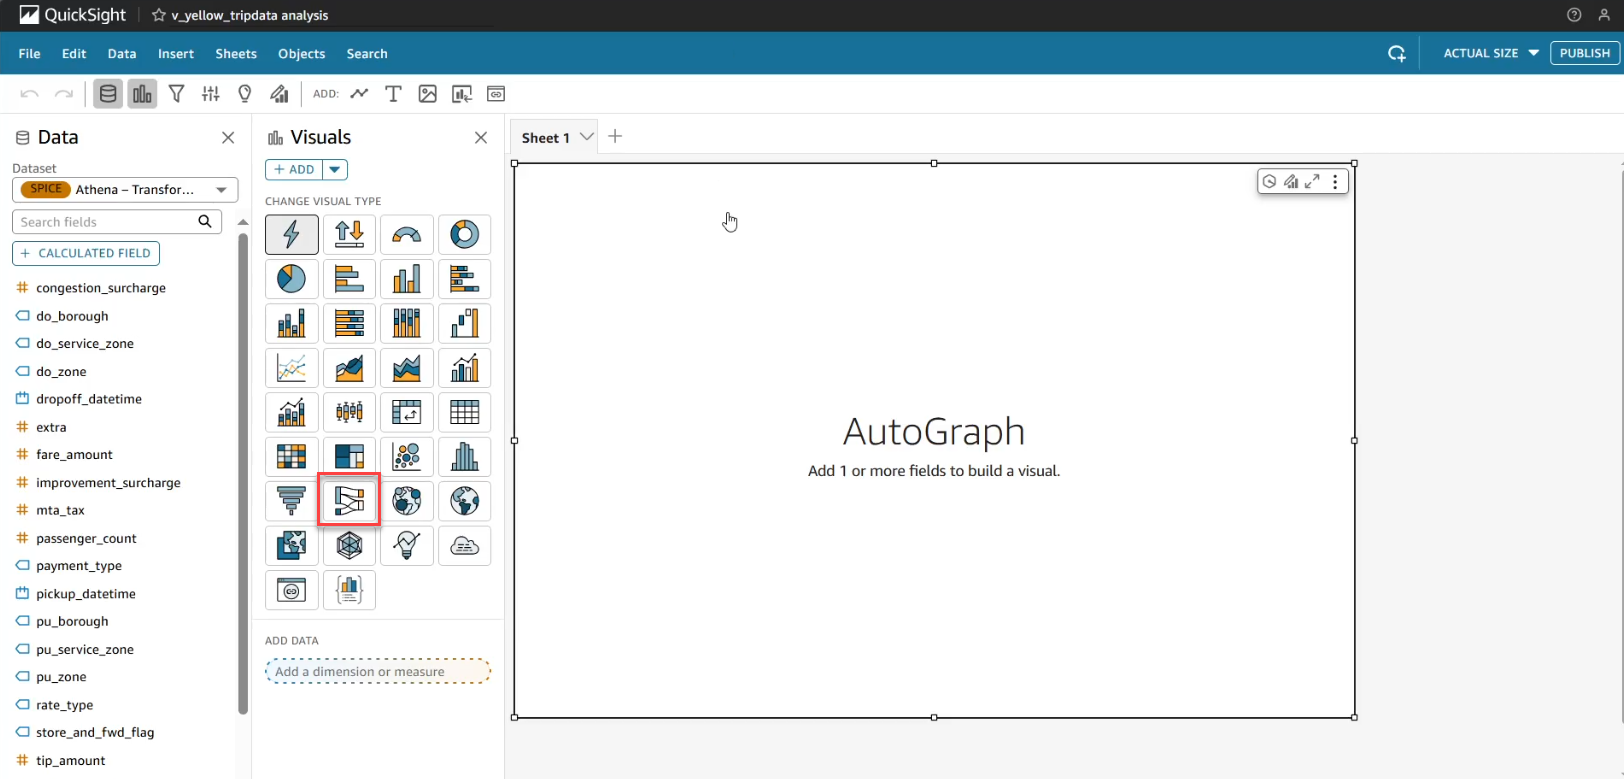 QuickSight
v_yellow_tripdata analysis
File Edit Data Insert Sheets Objects Search
ACTUAL SIZE
PUBLISH
ADD:
Data
Dataset
SPICE Athena – Transfor...
Search fields
+ CALCULATED FIELD
congestion_surcharge
do_borough
do_service_zone
do_zone
dropoff_datetime
extra
fare_amount
improvement_surcharge
mta_tax
passenger_count
payment_type
pickup_datetime
pu_borough
pu_service_zone
pu_zone
rate_type
store_and_fwd_flag
tip_amount
Visuals
+ ADD
CHANGE VISUAL TYPE
ADD DATA
Add a dimension or measure
Sheet 1
AutoGraph
Add 1 or more fields to build a visual.